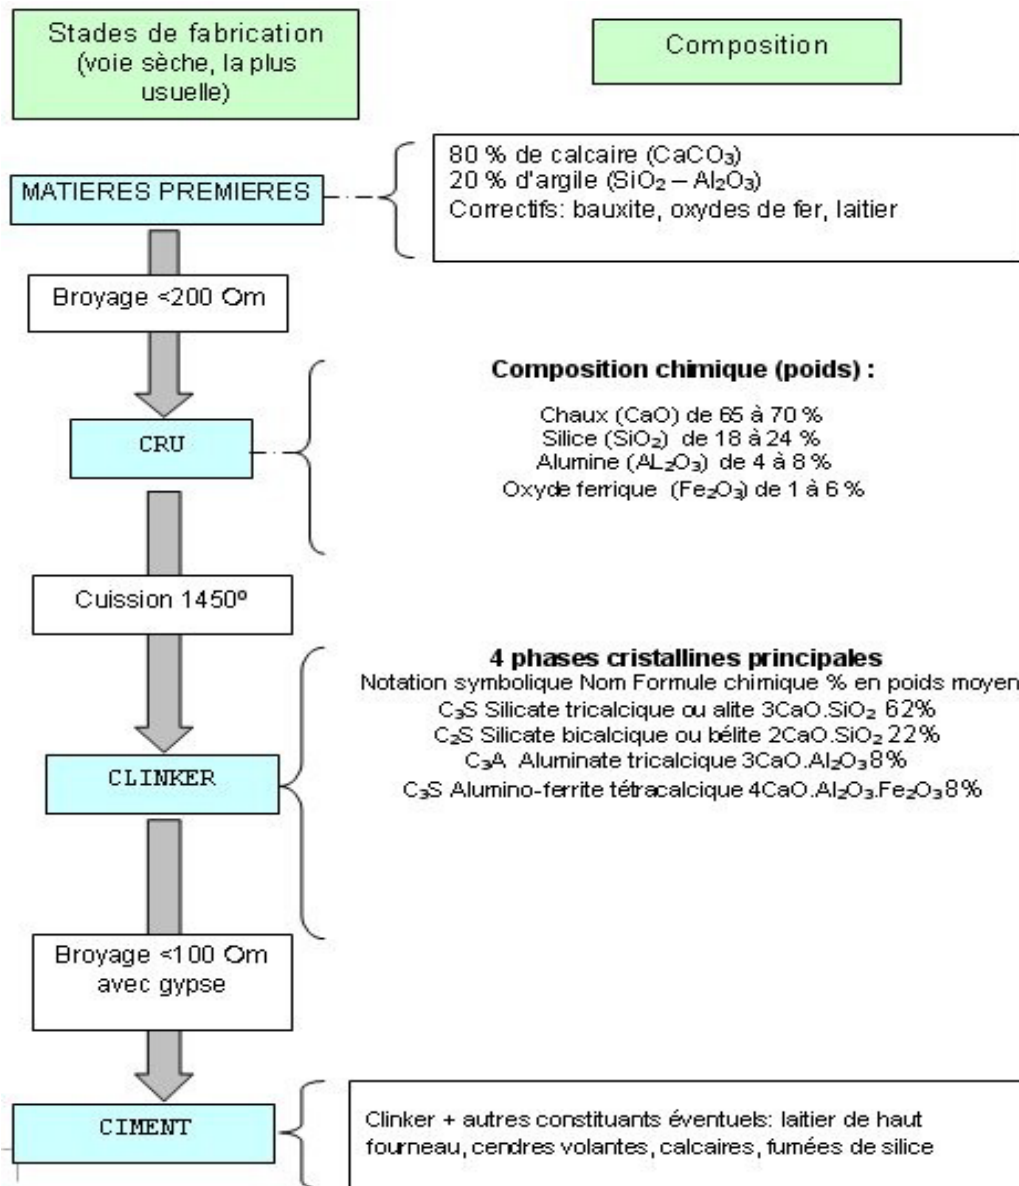 Stades de fabrication
(voie sèche, la plus
usuelle)
Composition
MATIERES PREMIERES
80 % de calcaire (CaCO₃)
20 % d'argile (SiO₂ – Al₂O₃)
Correctifs: bauxite, oxydes de fer, laitier
Broyage <200 Om
CRU
Composition chimique (poids) :
Chaux (CaO) de 65 à 70 %
Silice (SiO₂) de 18 à 24 %
Alumine (AL₂O₃) de 4 à 8 %
Oxyde ferrique (Fe₂O₃) de 1 à 6 %
Cuission 1450º
CLINKER
4 phases cristallines principales
Notation symbolique Nom Formule chimique % en poids moyen
C₃S Silicate tricalcique ou alite 3CaO.SiO₂ 62%
C₂S Silicate bicalcique ou bélite 2CaO.SiO₂ 22%
C₃A Aluminate tricalcique 3CaO.Al₂O₃ 8%
C₃S Alumino-ferrite tétracalcique 4CaO.Al₂O₃.Fe₂O₃ 8%
Broyage <100 Om
avec gypse
CIMENT
Clinker + autres constituants éventuels: laitier de haut
fourneau, cendres volantes, calcaires, fumées de silice